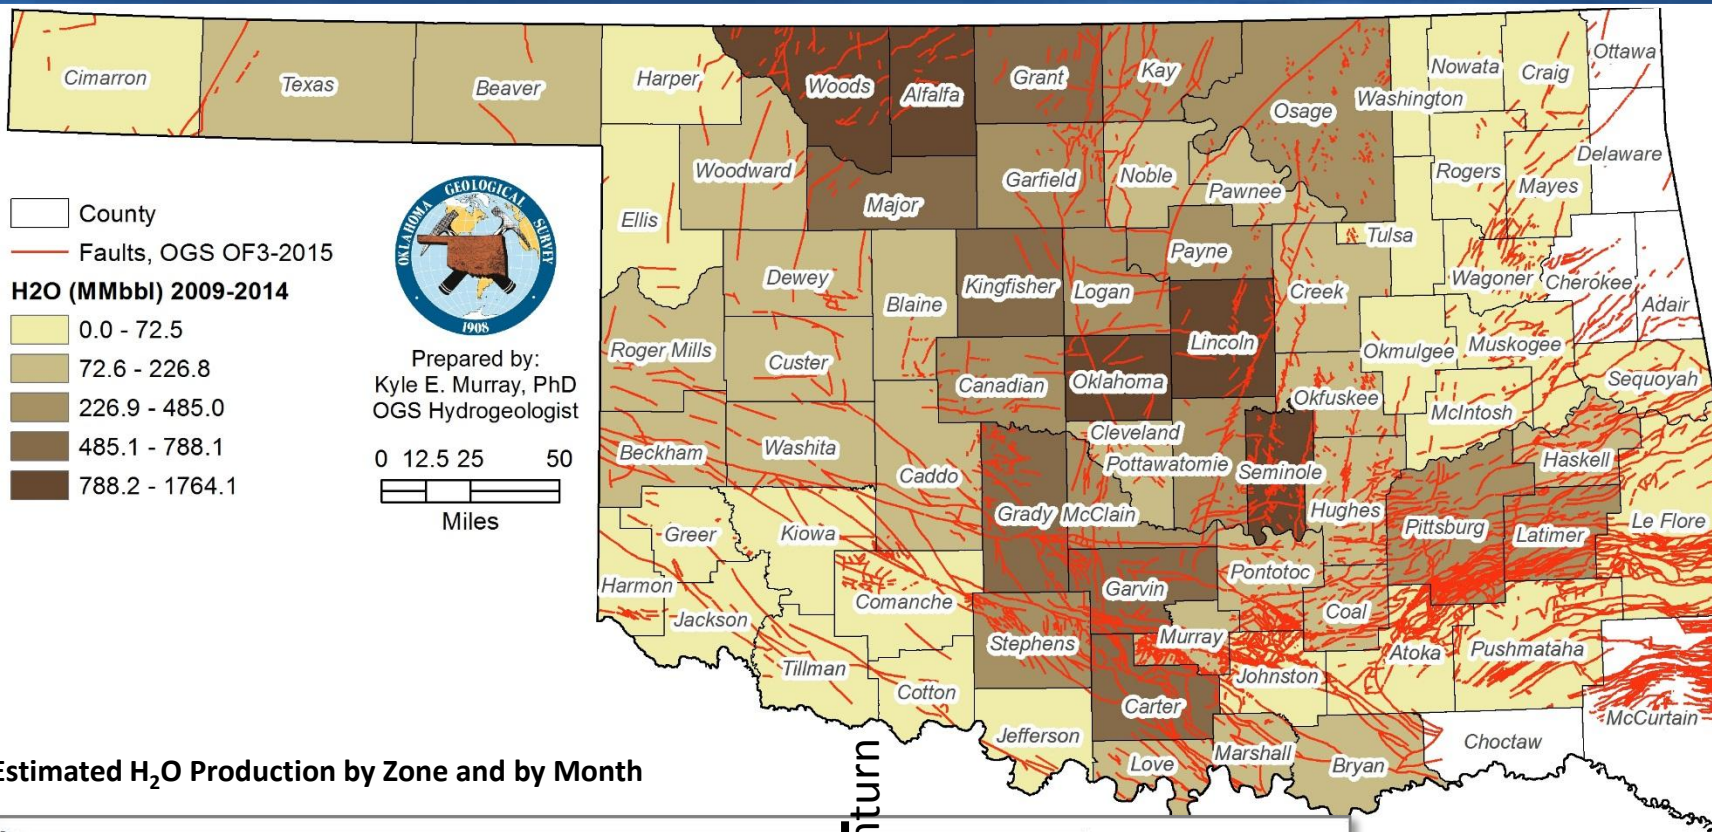 Cimarron
Texas
Beaver
Harper
Woods
Alfalfa
Grant
Kay
Osage
Washington
Nowata
Craig
Ottawa
Woodward
Ellis
Major
Garfield
Noble
Pawnee
Rogers
Mayes
Delaware
County
Faults, OGS OF3-2015
H2O (MMbbl) 2009-2014
0.0 - 72.5
72.6 - 226.8
226.9 - 485.0
485.1 - 788.1
788.2 - 1764.1
OKLAHOMA GEOLOGICAL SURVEY
1908
Prepared by:
Kyle E. Murray, PhD
OGS Hydrogeologist
0 12.5 25 50
Miles
Dewey
Blaine
Kingfisher
Logan
Payne
Creek
Tulsa
Wagoner
Cherokee
Adair
Roger Mills
Custer
Canadian
Oklahoma
Lincoln
Okfuskee
Okmulgee
Muskogee
McIntosh
Sequoyah
Beckham
Washita
Caddo
Grady
McClain
Cleveland
Pottawatomie
Seminole
Hughes
Pittsburg
Haskell
Latimer
Le Flore
Greer
Kiowa
Harmon
Jackson
Comanche
Tillman
Cotton
Stephens
Garvin
Murray
Pontotoc
Coal
Johnston
Atoka
Pushmataha
McCurtain
Jefferson
Carter
Love
Marshall
Bryan
Choctaw
Estimated H₂O Production by Zone and by Month